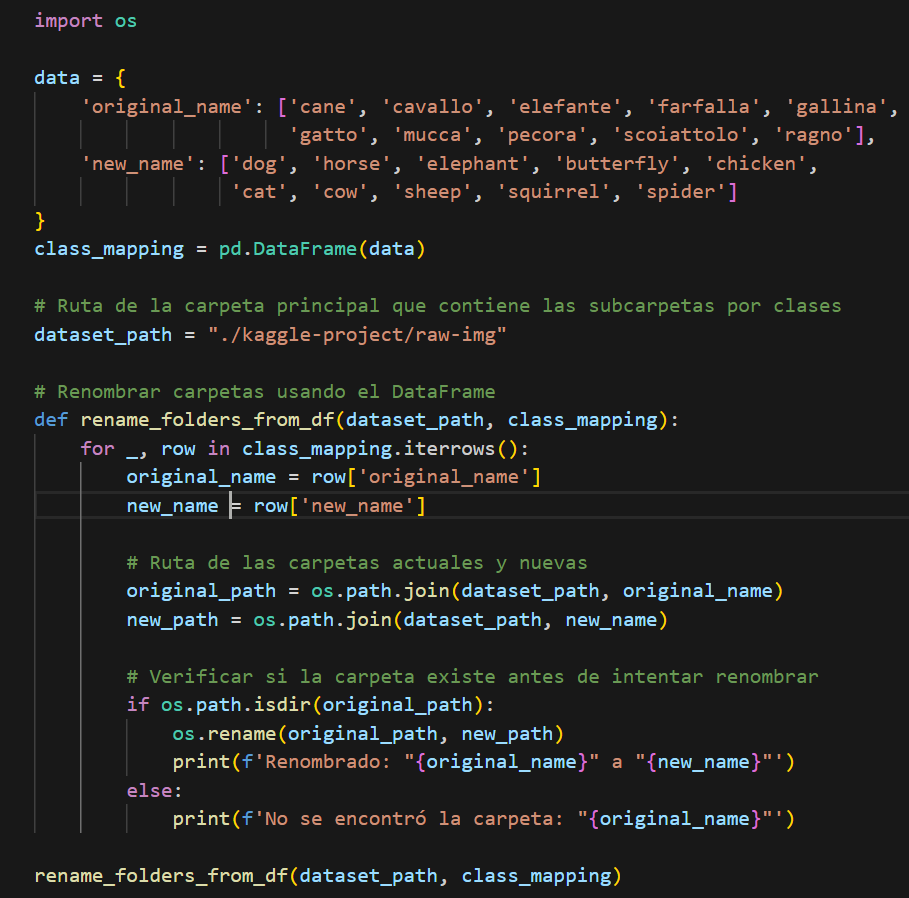 import os
data = {
    'original_name': ['cane', 'cavallo', 'elefante', 'farfalla', 'gallina',
                      'gatto', 'mucca', 'pecora', 'scoiattolo', 'ragno'],
    'new_name': ['dog', 'horse', 'elephant', 'butterfly', 'chicken',
                 'cat', 'cow', 'sheep', 'squirrel', 'spider']
}
class_mapping = pd.DataFrame(data)
# Ruta de la carpeta principal que contiene las subcarpetas por clases
dataset_path = "./kaggle-project/raw-img"
# Renombrar carpetas usando el DataFrame
def rename_folders_from_df(dataset_path, class_mapping):
    for _, row in class_mapping.iterrows():
        original_name = row['original_name']
        new_name = row['new_name']
        # Ruta de las carpetas actuales y nuevas
        original_path = os.path.join(dataset_path, original_name)
        new_path = os.path.join(dataset_path, new_name)
        # Verificar si la carpeta existe antes de intentar renombrar
        if os.path.isdir(original_path):
            os.rename(original_path, new_path)
            print(f'Renombrado: "{original_name}" a "{new_name}"')
        else:
            print(f'No se encontró la carpeta: "{original_name}"')
rename_folders_from_df(dataset_path, class_mapping)